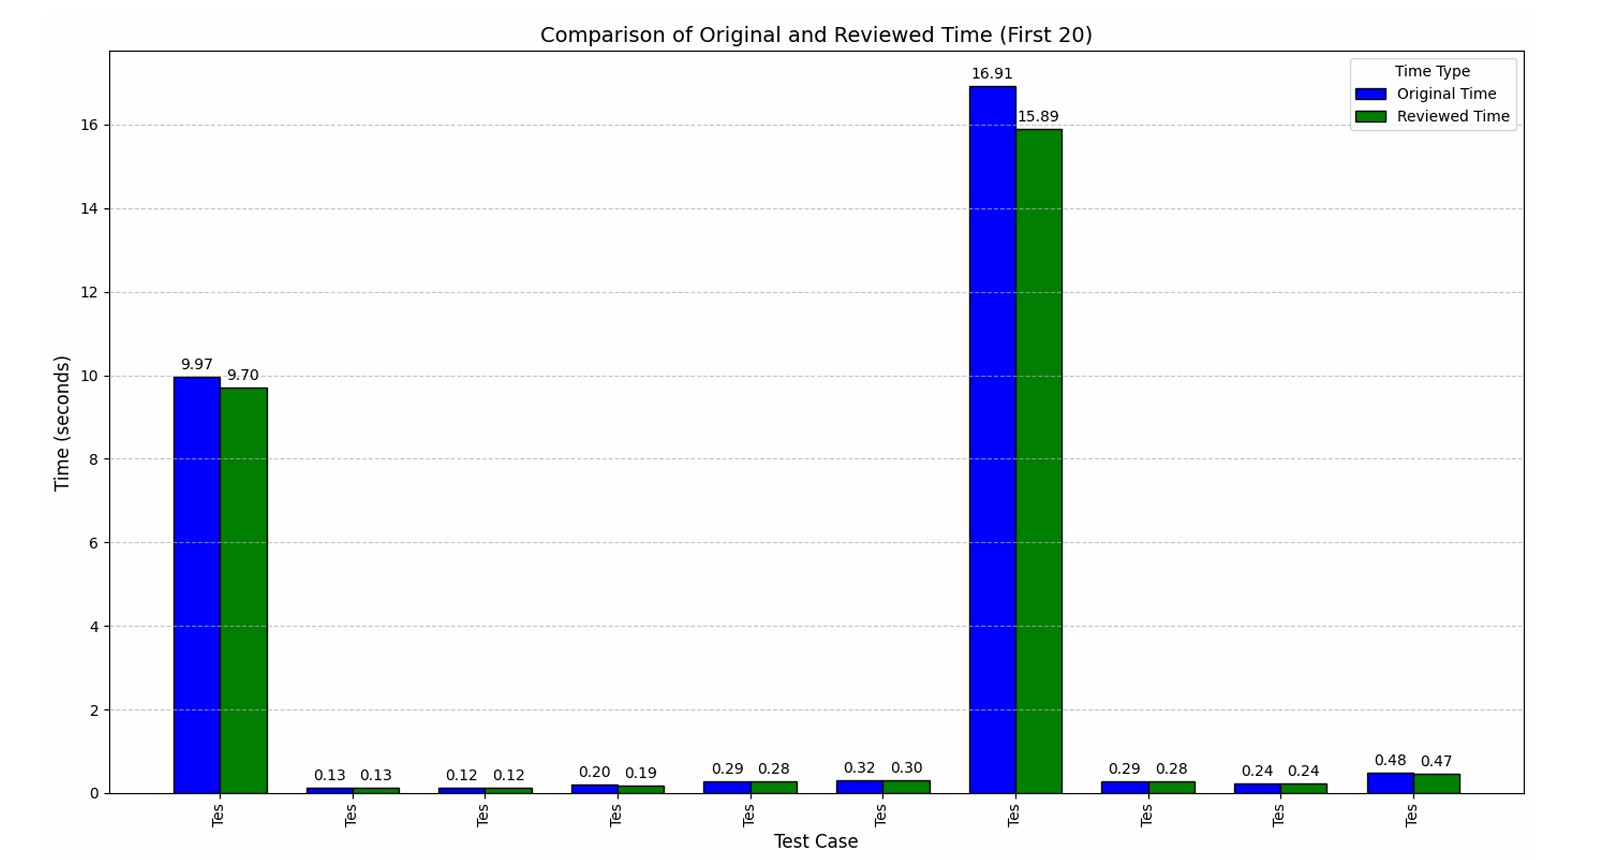 Comparison of Original and Reviewed Time (First 20)
Time Type
Original Time
Reviewed Time
Time (seconds)
16
14
12
10
8
6
4
2
0
9.97
9.70
0.13
0.13
0.12
0.12
0.20
0.19
0.29
0.28
0.32
0.30
16.91
15.89
0.29
0.28
0.24
0.24
0.48
0.47
Tes
Tes
Tes
Tes
Tes
Tes
Tes
Tes
Tes
Tes
Test Case